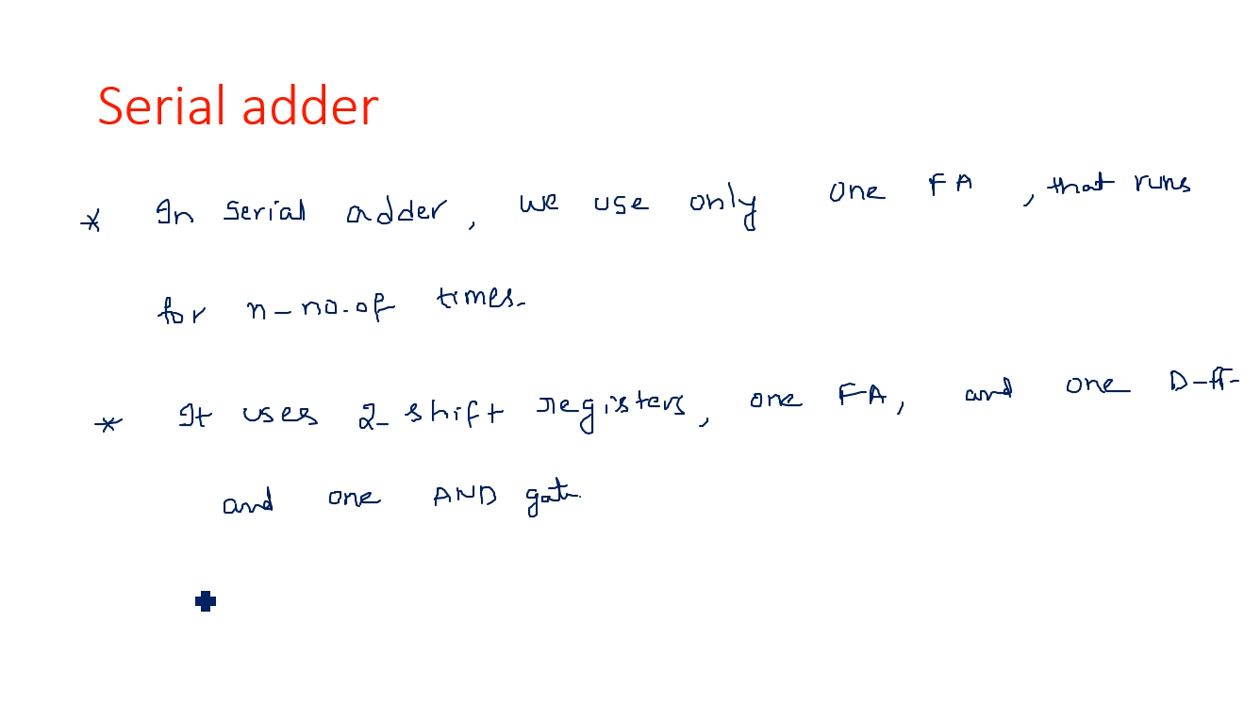 Serial adder
* In serial adder, we use only one FA, that runs
for n-no.of times.
* It uses 2-shift registers, one FA, and one D-ff-
and one AND gate.